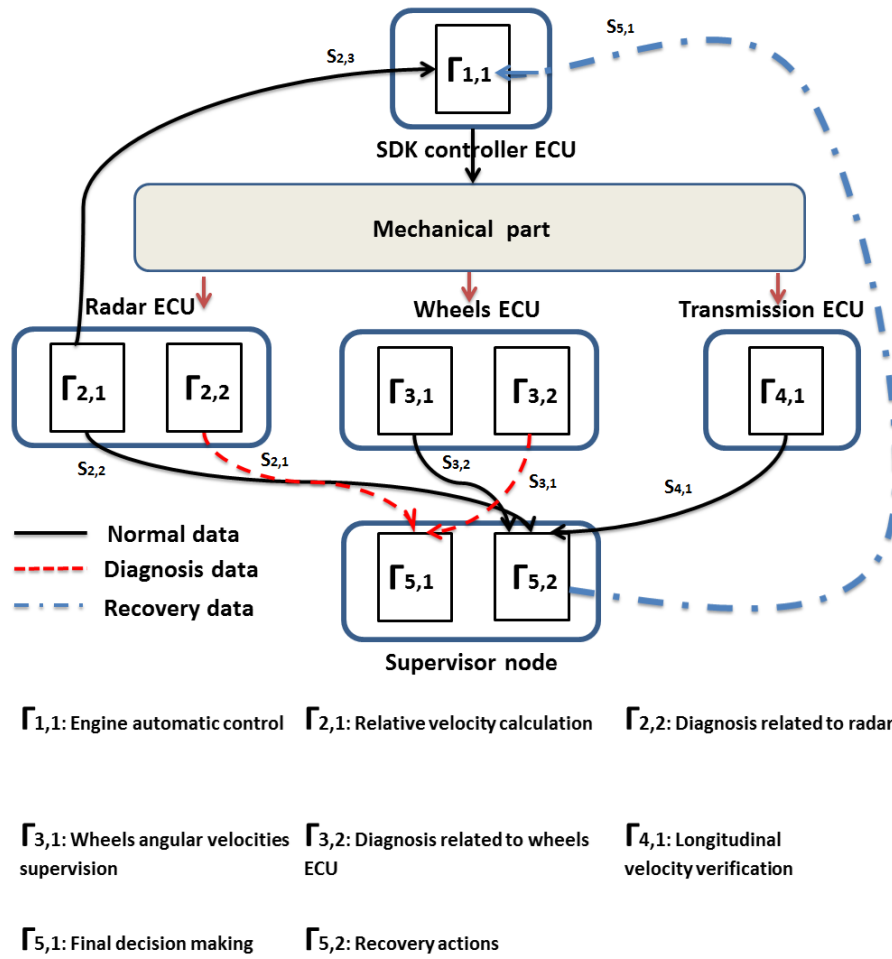 S5,1
S2,3
Γ1,1
SDK controller ECU
Mechanical part
Radar ECU
Wheels ECU
Transmission ECU
Γ2,1
Γ2,2
Γ3,1
Γ3,2
Γ4,1
S2,2
S2,1
S3,2
S3,1
S4,1
Normal data
Diagnosis data
Recovery data
Γ5,1
Γ5,2
Supervisor node
Γ1,1: Engine automatic control
Γ2,1: Relative velocity calculation
Γ2,2: Diagnosis related to radar
Γ3,1: Wheels angular velocities
supervision
Γ3,2: Diagnosis related to wheels
ECU
Γ4,1: Longitudinal
velocity verification
Γ5,1: Final decision making
Γ5,2: Recovery actions